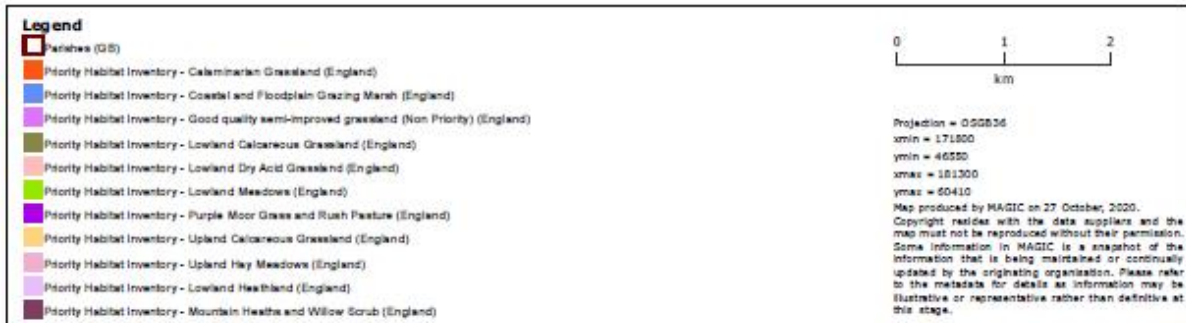 Legend
Parishes (GB)
Priority Habitat Inventory - Calaminarian Grassland (England)
Priority Habitat Inventory - Coastal and Floodplain Grazing Marsh (England)
Priority Habitat Inventory - Good quality semi-improved grassland (Non Priority) (England)
Priority Habitat Inventory - Lowland Calcareous Grassland (England)
Priority Habitat Inventory - Lowland Dry Acid Grassland (England)
Priority Habitat Inventory - Lowland Meadows (England)
Priority Habitat Inventory - Purple Moor Grass and Rush Pasture (England)
Priority Habitat Inventory - Upland Calcareous Grassland (England)
Priority Habitat Inventory - Upland Hay Meadows (England)
Priority Habitat Inventory - Lowland Heathland (England)
Priority Habitat Inventory - Mountain Heaths and Willow Scrub (England)
0 1 2
km
Projection = OSGB36
xmin = 171800
ymin = 46550
xmax = 181300
ymax = 60410
Map produced by MAGIC on 27 October, 2020.
Copyright resides with the data suppliers and the
map must not be reproduced without their permission.
Some information in MAGIC is a snapshot of the
information that is being maintained or continually
updated by the originating organisation. Please refer
to the metadata for details as information may be
illustrative or representative rather than definitive at
this stage.